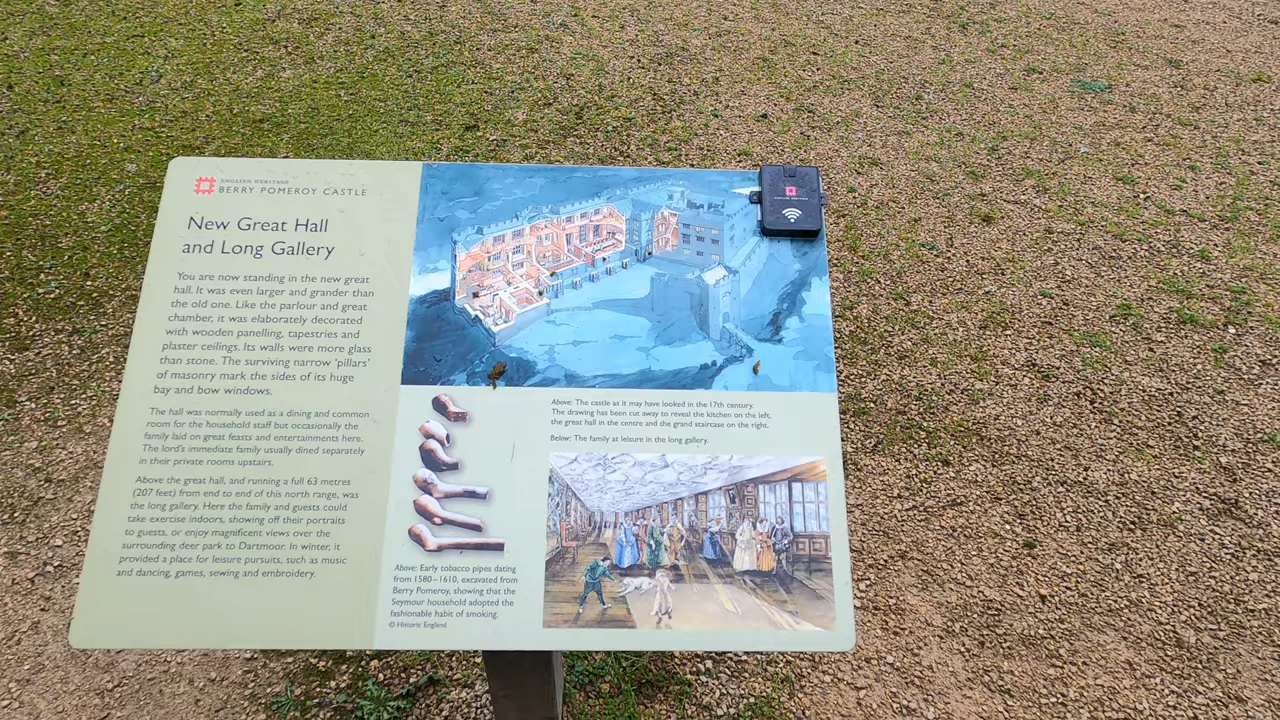 ENGLISH HERITAGE
BERRY POMEROY CASTLE
New Great Hall
and Long Gallery
You are now standing in the new great
hall. It was even larger and grander than
the old one. Like the parlour and great
chamber, it was elaborately decorated
with wooden panelling, tapestries and
plaster ceilings. Its walls were more glass
than stone. The surviving narrow 'pillars'
of masonry mark the sides of its huge
bay and bow windows.
The hall was normally used as a dining and common
room for the household staff but occasionally the
family laid on great feasts and entertainments here.
The lord's immediate family usually dined separately
in their private rooms upstairs.
Above the great hall, and running a full 63 metres
(207 feet) from end to end of this north range, was
the long gallery. Here the family and guests could
take exercise indoors, showing off their portraits
to guests, or enjoy magnificent views over the
surrounding deer park to Dartmoor. In winter, it
provided a place for leisure pursuits, such as music
and dancing, games, sewing and embroidery.
Above: Early tobacco pipes dating
from 1580–1610, excavated from
Berry Pomeroy, showing that the
Seymour household adopted the
fashionable habit of smoking.
© Historic England
Above: The castle as it may have looked in the 17th century.
The drawing has been cut away to reveal the kitchen on the left,
the great hall in the centre and the grand staircase on the right.
Below: The family at leisure in the long gallery.
ENGLISH HERITAGE